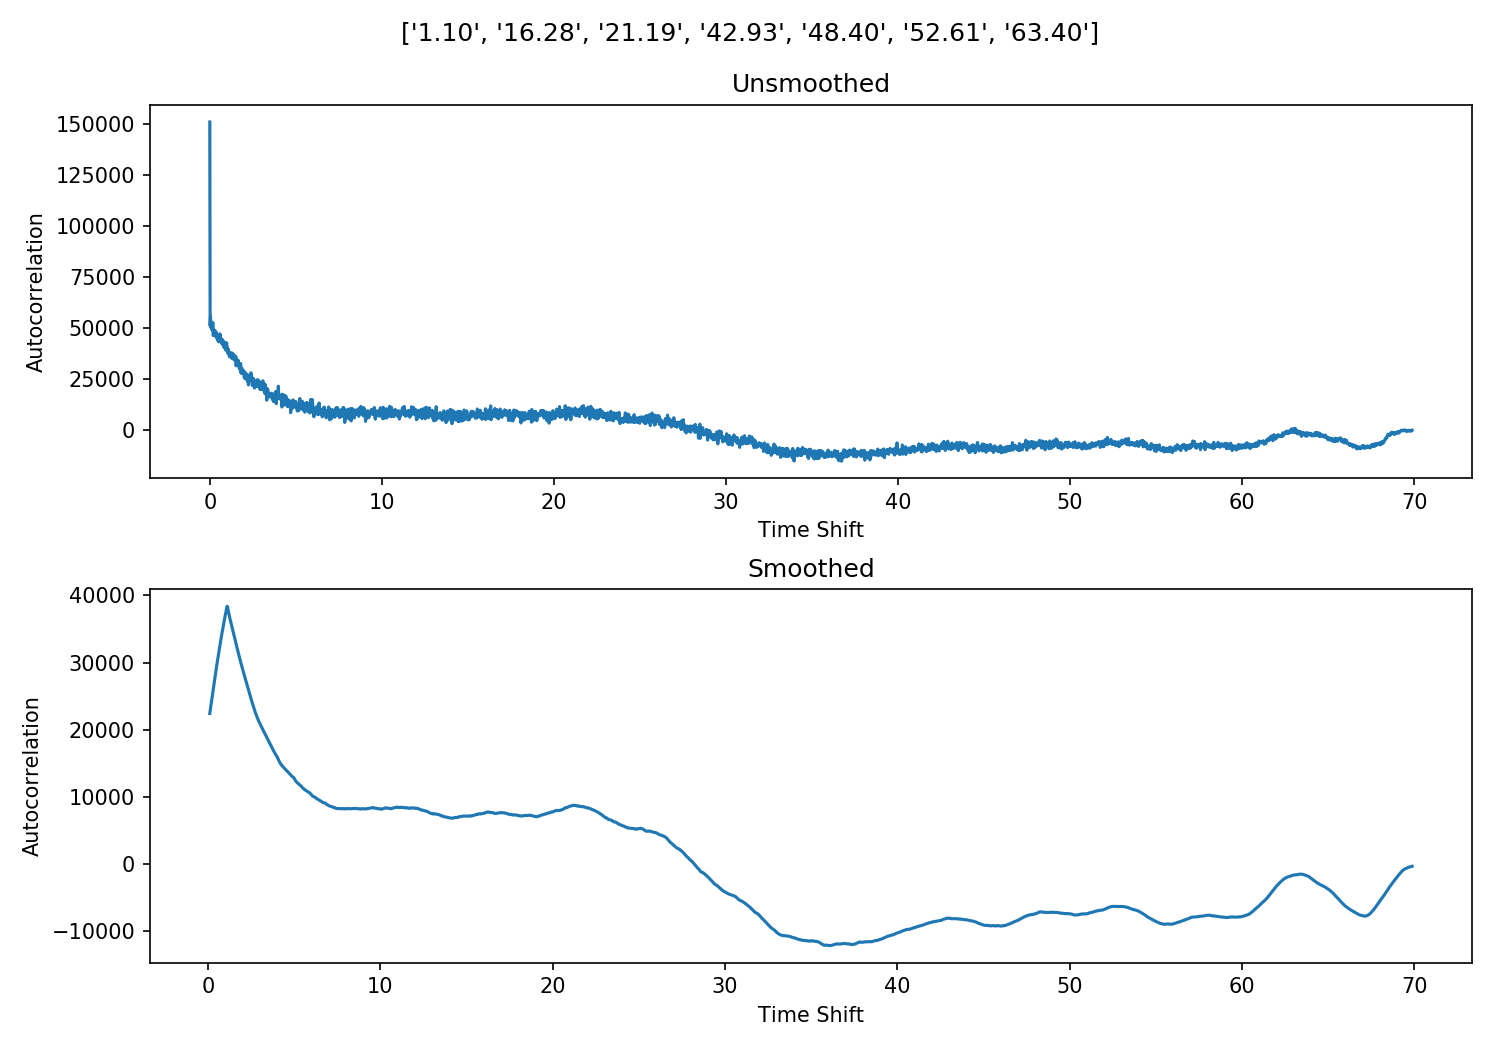 ['1.10', '16.28', '21.19', '42.93', '48.40', '52.61', '63.40']
Unsmoothed
150000
125000
100000
75000
50000
25000
0
Autocorrelation
0 10 20 30 40 50 60 70
Time Shift
Smoothed
40000
30000
20000
10000
0
−10000
Autocorrelation
0 10 20 30 40 50 60 70
Time Shift